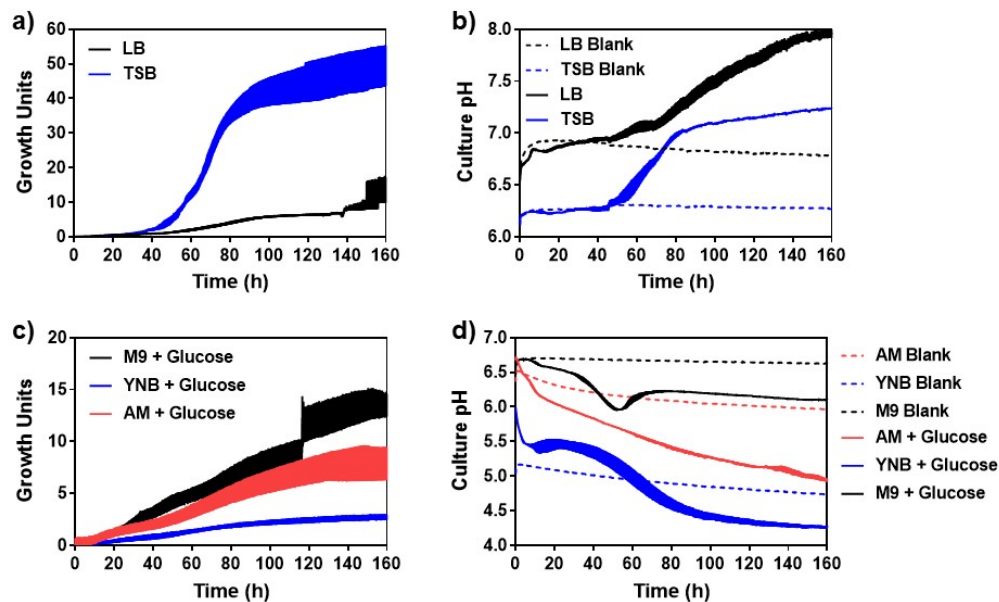 a)
60
50
40
30
20
10
0
Growth Units
LB
TSB
0 20 40 60 80 100 120 140 160
Time (h)
b)
8.0
7.5
7.0
6.5
6.0
Culture pH
LB Blank
TSB Blank
LB
TSB
0 20 40 60 80 100 120 140 160
Time (h)
c)
20
15
10
5
0
Growth Units
M9 + Glucose
YNB + Glucose
AM + Glucose
0 20 40 60 80 100 120 140 160
Time (h)
d)
7.0
6.5
6.0
5.5
5.0
4.5
4.0
Culture pH
0 20 40 60 80 100 120 140 160
Time (h)
AM Blank
YNB Blank
M9 Blank
AM + Glucose
YNB + Glucose
M9 + Glucose